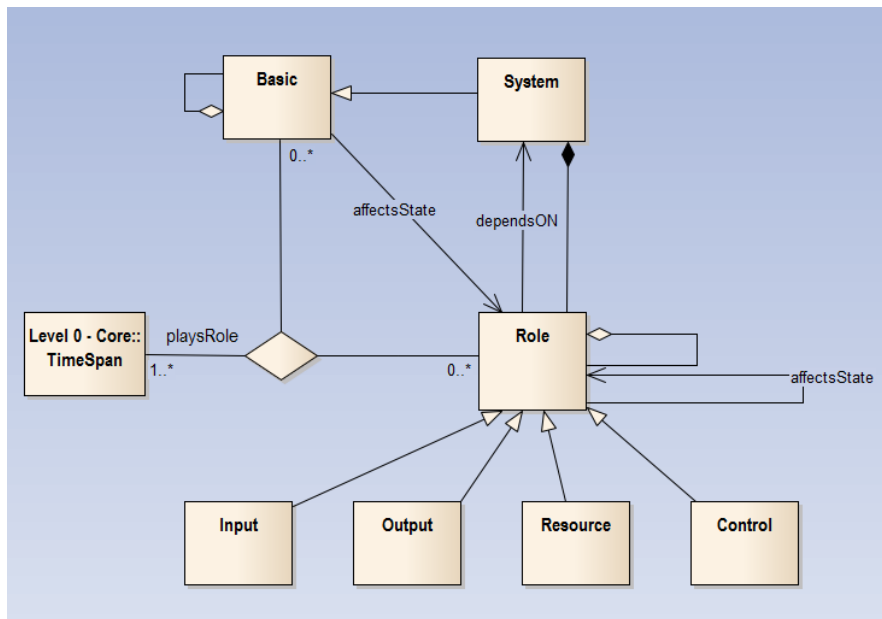 Basic
System
0..*
affectsState
dependsON
Level 0 - Core::
TimeSpan
playsRole
1..*
Role
0..*
affectsState
Input
Output
Resource
Control